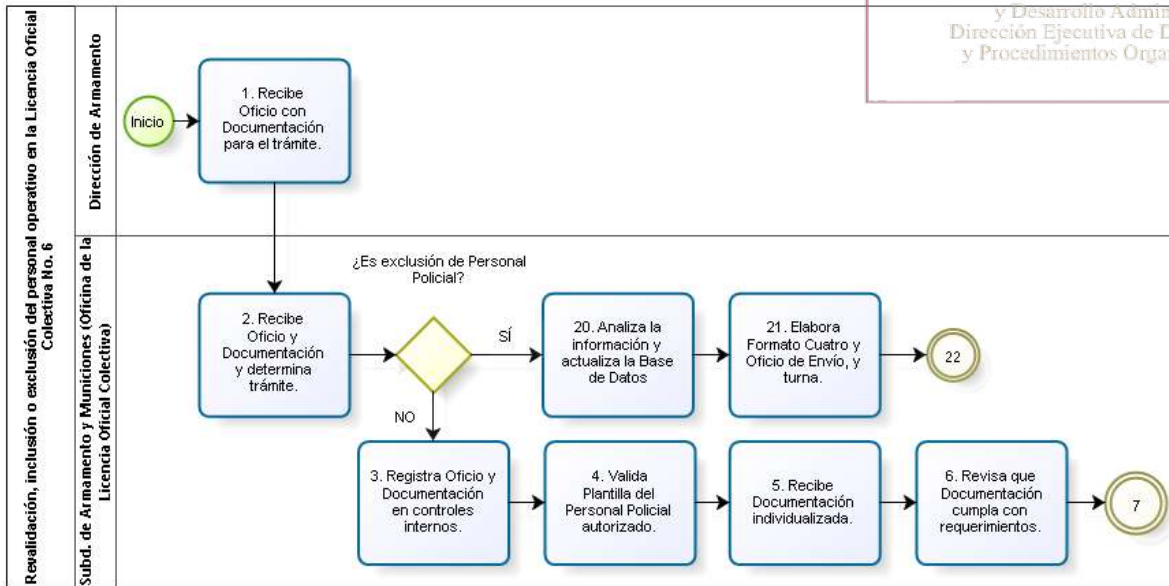 y Desarrollo Admin
Dirección Ejecutiva de D
y Procedimientos Orga
Revalidación, inclusión o exclusión del personal operativo en la Licencia Oficial
Colectiva No. 6
Dirección de Armamento
Inicio
1. Recibe
Oficio con
Documentación
para el trámite.
Subd. de Armamento y Municiones (Oficina de la
Licencia Oficial Colectiva)
2. Recibe
Oficio y
Documentación
y determina
trámite.
¿Es exclusión de Personal
Policial?
SÍ
20. Analiza la
información y
actualiza la Base
de Datos
21. Elabora
Formato Cuatro y
Oficio de Envío, y
turna.
22
NO
3. Registra Oficio y
Documentación
en controles
internos.
4. Valida
Plantilla del
Personal Policial
autorizado.
5. Recibe
Documentación
individualizada.
6. Revisa que
Documentación
cumpla con
requerimientos.
7